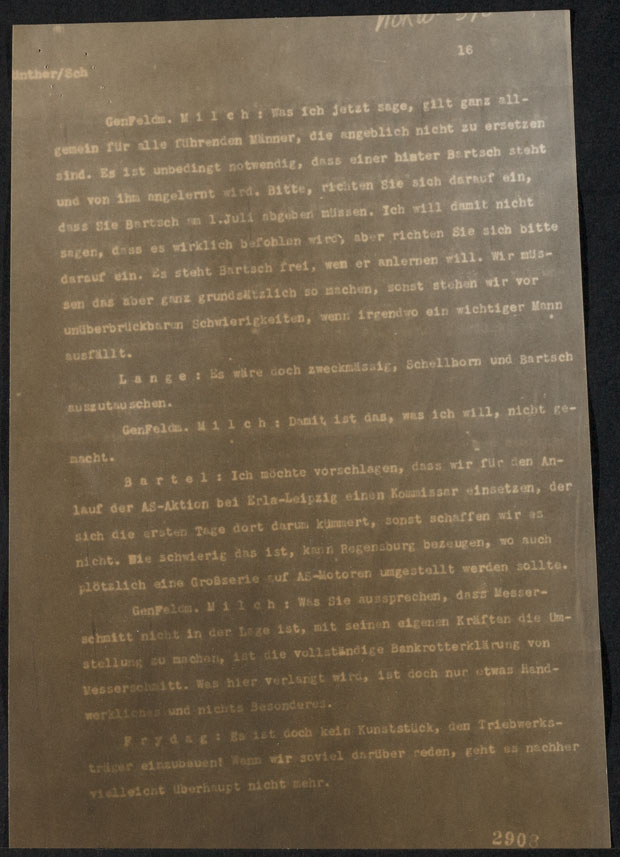 NOKW
16
ünther/Sch
GenFeldm. M i l c h : Was ich jetzt sage, gilt ganz all-
gemein für alle führenden Männer, die angeblich nicht zu ersetzen
sind. Es ist unbedingt notwendig, dass einer hinter Bartsch steht
und von ihm angelernt wird. Bitte, richten Sie sich darauf ein,
dass Sie Bartsch am 1.Juli abgeben müssen. Ich will damit nicht
sagen, dass es wirklich befohlen wird, aber richten Sie sich bitte
darauf ein. Es steht Bartsch frei, wen er anlernen will. Wir müs-
sen das aber ganz grundsätzlich so machen, sonst stehen wir vor
unüberbrückbaren Schwierigkeiten, wenn irgendwo ein wichtiger Mann
ausfällt.
L a n g e : Es wäre doch zweckmässig, Schellhorn und Bartsch
auszutauschen.
GenFeldm. M i l c h : Damit ist das, was ich will, nicht ge-
macht.
B a r t e l : Ich möchte vorschlagen, dass wir für den An-
lauf der AS-Aktion bei Erla-Leipzig einen Kommissar einsetzen, der
sich die ersten Tage dort darum kümmert, sonst schaffen wir es
nicht. Wie schwierig das ist, kann Regensburg bezeugen, wo auch
plötzlich eine Großserie auf AS-Motoren umgestellt werden sollte.
GenFeldm. M i l c h : Was Sie aussprechen, dass Messer-
schmitt nicht in der Lage ist, mit seinen eigenen Kräften die Um-
stellung zu machen, ist die vollständige Bankrotterklärung von
Messerschmitt. Was hier verlangt wird, ist doch nur etwas Hand-
werkliches und nichts Besonderes.
F r y d a g : Es ist doch kein Kunststück, den Triebwerks-
träger einzubauen! Wenn wir soviel darüber reden, geht es nachher
vielleicht überhaupt nicht mehr.